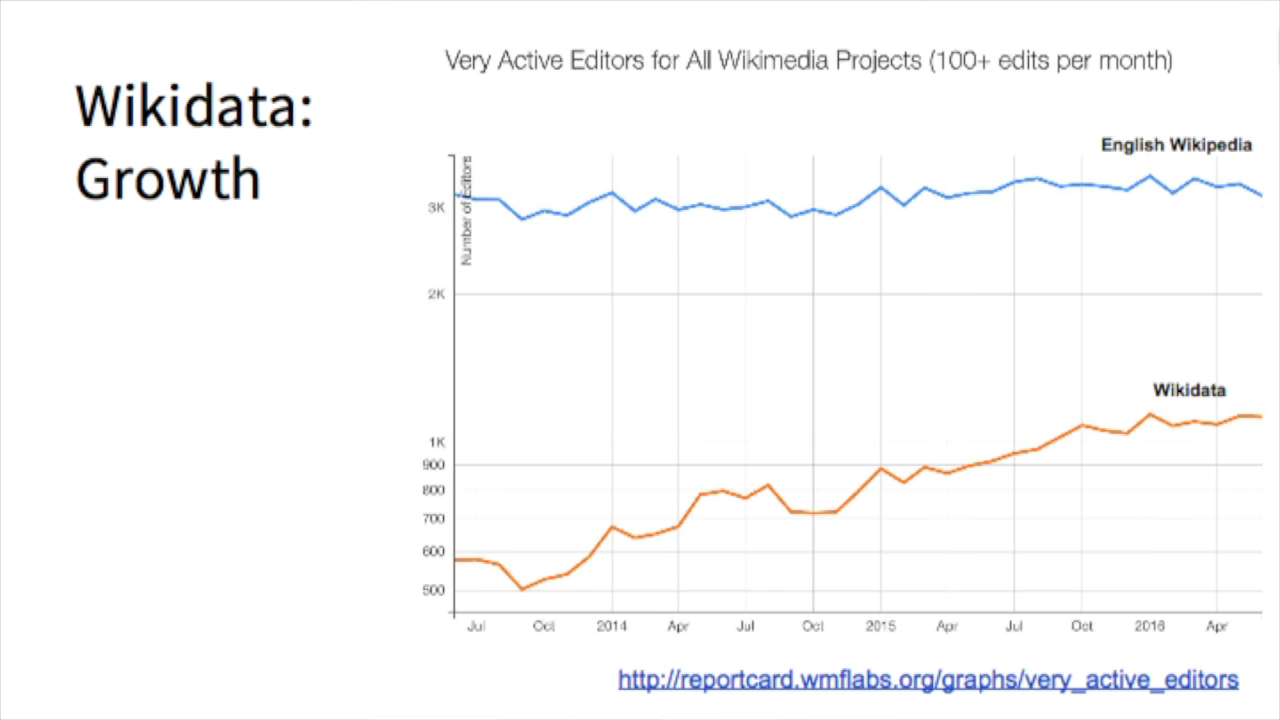 Very Active Editors for All Wikimedia Projects (100+ edits per month)
Wikidata:
Growth
English Wikipedia
Number of Editors
3K
2K
Wikidata
1K
900
800
700
600
500
Jul Oct 2014 Apr Jul Oct 2015 Apr Jul Oct 2016 Apr
http://reportcard.wmflabs.org/graphs/very_active_editors